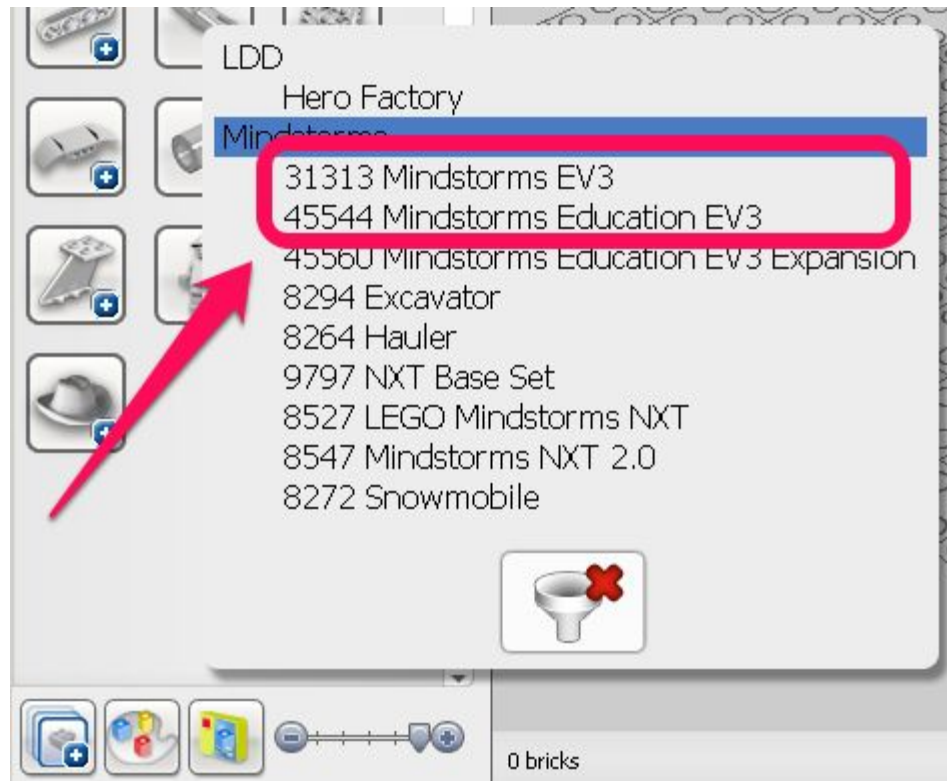 LDD
Hero Factory
Mindstorms
31313 Mindstorms EV3
45544 Mindstorms Education EV3
45560 Mindstorms Education EV3 Expansion
8294 Excavator
8264 Hauler
9797 NXT Base Set
8527 LEGO Mindstorms NXT
8547 Mindstorms NXT 2.0
8272 Snowmobile
0 bricks